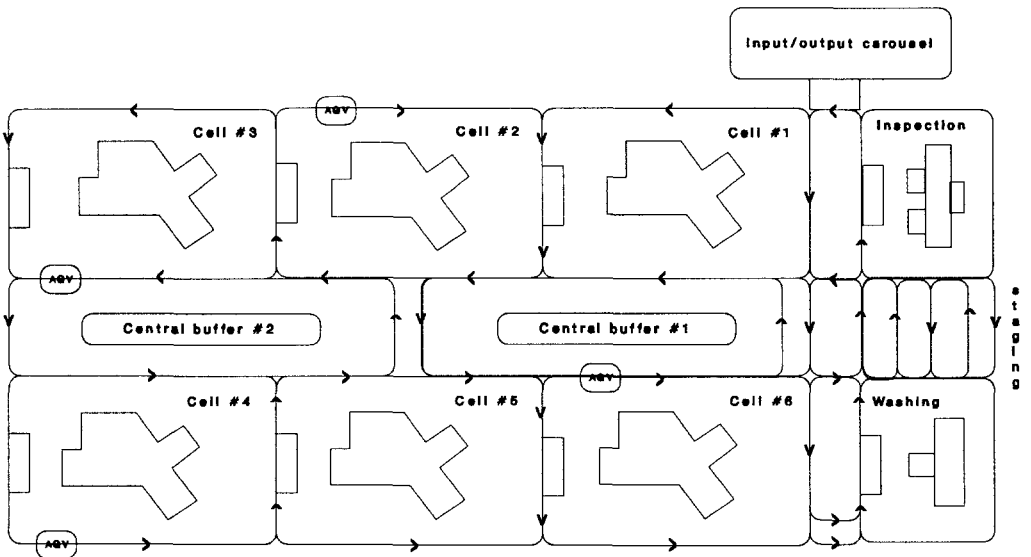 Input/output carousel
Cell #3
AGV
Cell #2
Cell #1
Inspection
AGV
Central buffer #2
Central buffer #1
staging
AGV
Cell #4
Cell #5
Cell #6
Washing
AGV